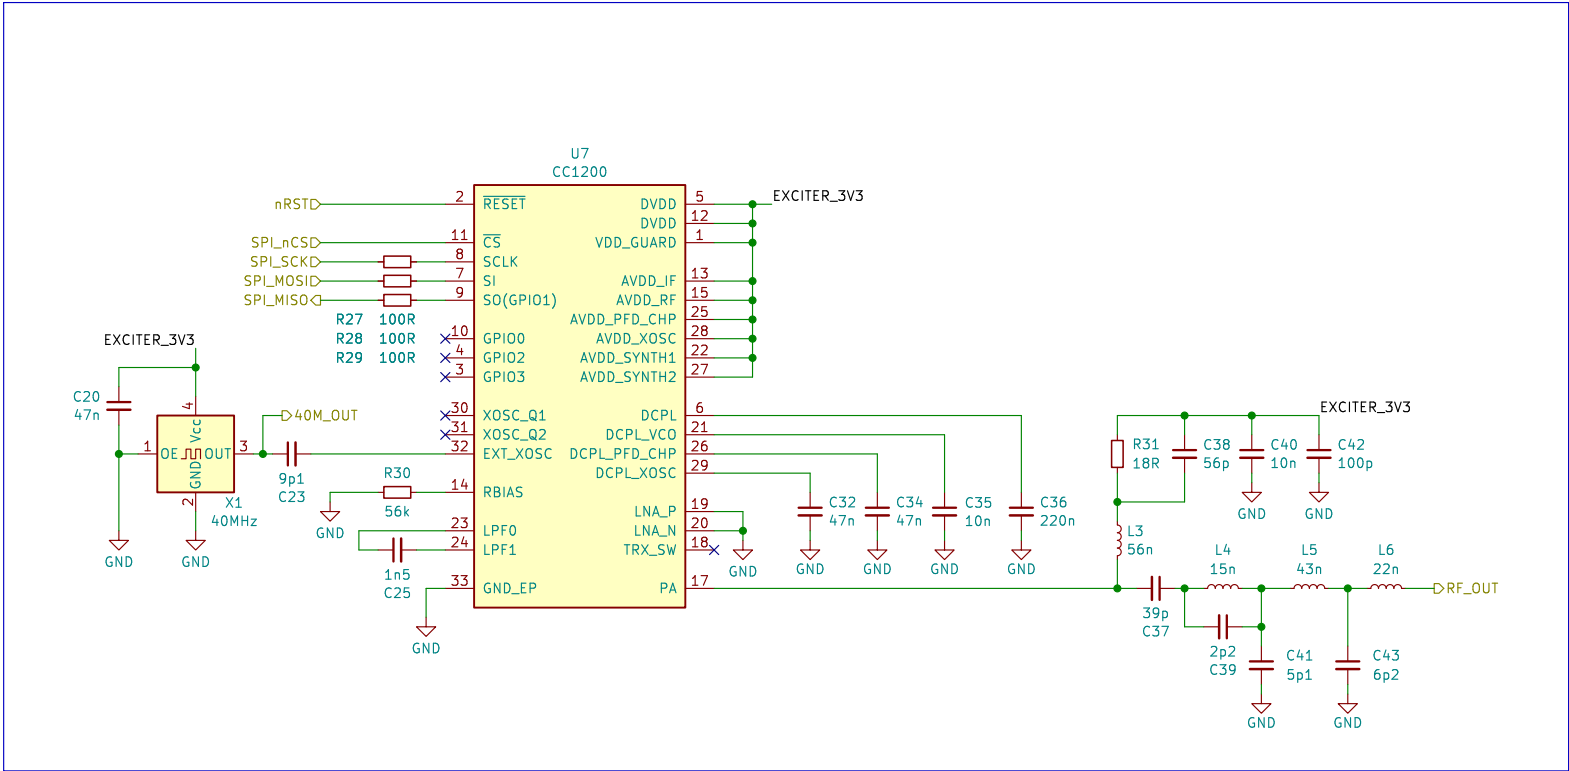 U7
CC1200
nRST 2 RESET DVDD 5 EXCITER_3V3
DVDD 12
SPI_nCS 11 CS VDD_GUARD 1
SPI_SCK 8 SCLK
SPI_MOSI 7 SI AVDD_IF 13
SPI_MISO 9 SO(GPIO1) AVDD_RF 15
R27 100R AVDD_PFD_CHP 25
R28 100R 10 GPIO0 AVDD_XOSC 28
R29 100R 4 GPIO2 AVDD_SYNTH1 22
3 GPIO3 AVDD_SYNTH2 27
EXCITER_3V3
C20
47n
4
Vcc
1 OE OUT 3
GND
2
X1
40MHz
GND
GND
40M_OUT
9p1
C23
30 XOSC_Q1 DCPL 6
31 XOSC_Q2 DCPL_VCO 21
32 EXT_XOSC DCPL_PFD_CHP 26
DCPL_XOSC 29
R30
56k
GND
14 RBIAS
LNA_P 19
23 LPF0 LNA_N 20
24 LPF1 TRX_SW 18
1n5
C25
33 GND_EP PA 17
GND
GND
C32
47n
GND
C34
47n
GND
C35
10n
GND
C36
220n
GND
EXCITER_3V3
R31
18R
C38
56p
C40
10n
GND
C42
100p
GND
L3
56n
L4
15n
L5
43n
L6
22n
RF_OUT
39p
C37
2p2
C39
C41
5p1
GND
C43
6p2
GND